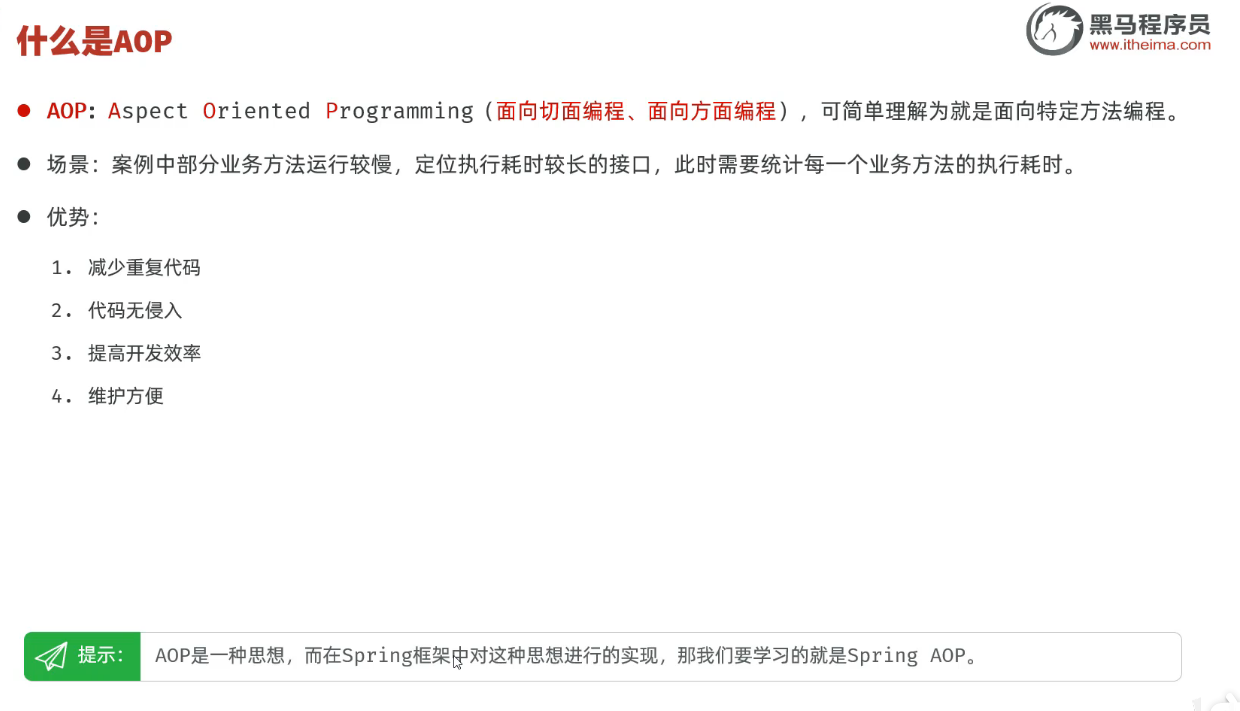 什么是AOP
黑马程序员
www.itheima.com
AOP: Aspect Oriented Programming（面向切面编程、面向方面编程），可简单理解为就是面向特定方法编程。
场景：案例中部分业务方法运行较慢，定位执行耗时较长的接口，此时需要统计每一个业务方法的执行耗时。
优势：
1. 减少重复代码
2. 代码无侵入
3. 提高开发效率
4. 维护方便
提示：
AOP是一种思想，而在Spring框架中对这种思想进行的实现，那我们要学习的就是Spring AOP。